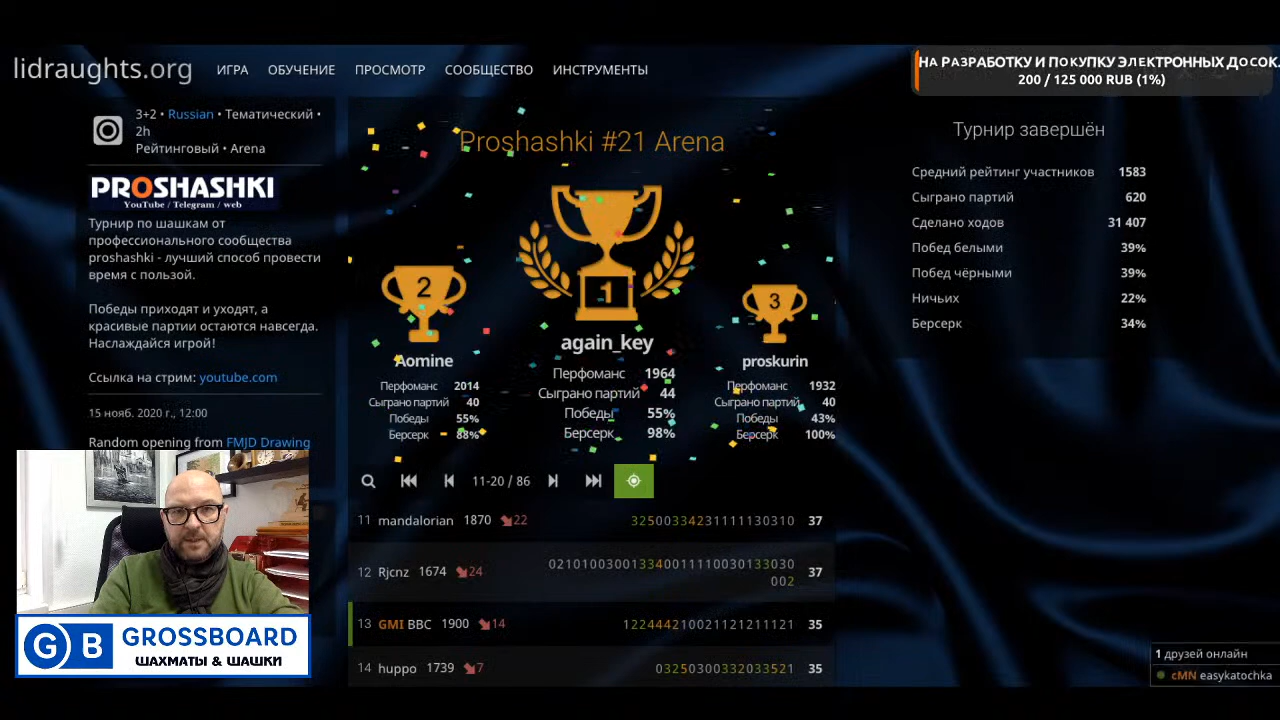 lidraughts.org
ИГРА ОБУЧЕНИЕ ПРОСМОТР СООБЩЕСТВО ИНСТРУМЕНТЫ
НА РАЗРАБОТКУ И ПОКУПКУ ЭЛЕКТРОННЫХ ДОСОК.
200 / 125 000 RUB (1%)
3+2 • Russian • Тематический •
2h
Рейтинговый • Arena
PROSHASHKI
YouTube / Telegram / web
Турнир по шашкам от
профессионального сообщества
proshashki - лучший способ провести
время с пользой.
Победы приходят и уходят, а
красивые партии остаются навсегда.
Наслаждайся игрой!
Ссылка на стрим: youtube.com
15 нояб. 2020 г., 12:00
Random opening from FMJD Drawing
GB GROSSBOARD
ШАХМАТЫ & ШАШКИ
Proshashki #21 Arena
2
Aomine
Перфоманс 2014
Сыграно партий 40
Победы 55%
Берсерк 88%
1
again_key
Перфоманс 1964
Сыграно партий 44
Победы 55%
Берсерк 98%
3
proskurin
Перфоманс 1932
Сыграно партий 40
Победы 43%
Берсерк 100%
11-20 / 86
11 mandalorian 1870 22 32500334231111130310 37
12 Rjcnz 1674 24 021010030013340011110030133030
002 37
13 GMI BBC 1900 14 122444210021121211121 35
14 huppo 1739 7 03250300332033521 35
Турнир завершён
Средний рейтинг участников 1583
Сыграно партий 620
Сделано ходов 31 407
Побед белыми 39%
Побед чёрными 39%
Ничьих 22%
Берсерк 34%
1 друзей онлайн
cMN easykatochka